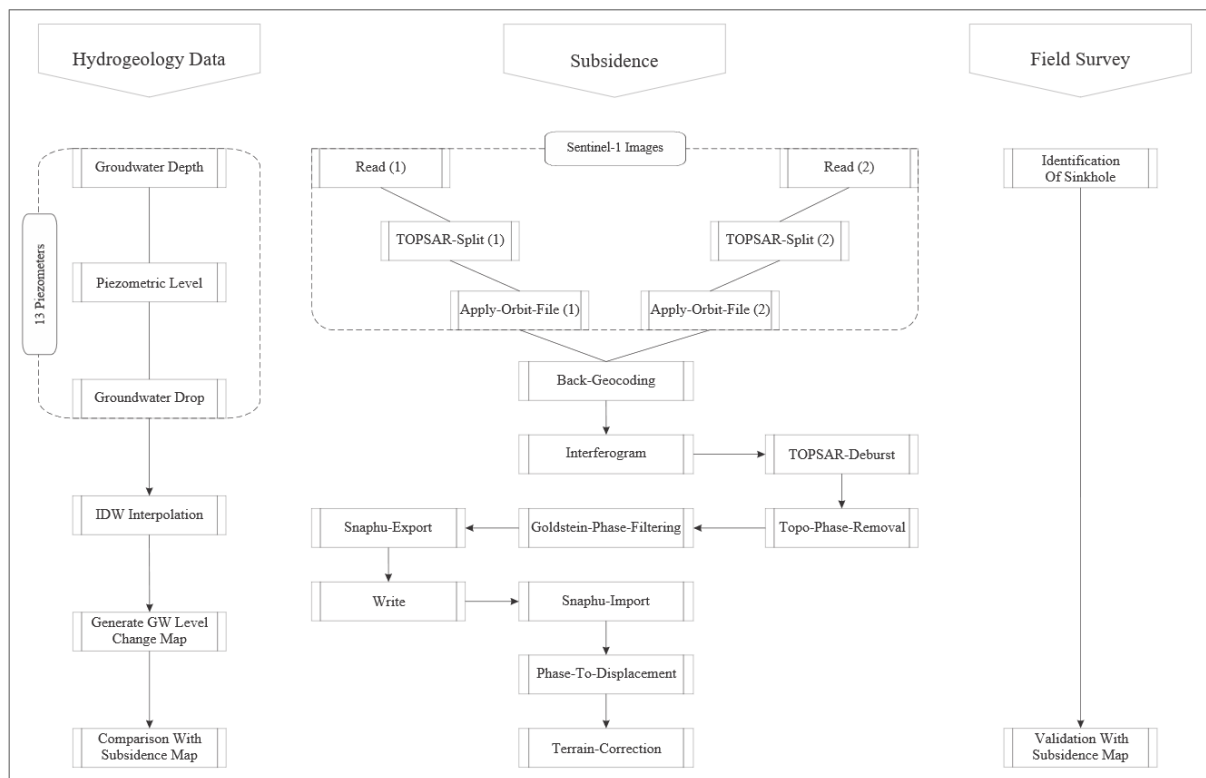 Hydrogeology Data
Subsidence
Field Survey
Sentinel-1 Images
Groudwater Depth
Read (1)
Read (2)
Identification
Of Sinkhole
13 Piezometers
TOPSAR-Split (1)
TOPSAR-Split (2)
Piezometric Level
Apply-Orbit-File (1)
Apply-Orbit-File (2)
Back-Geocoding
Groundwater Drop
Interferogram
TOPSAR-Deburst
IDW Interpolation
Snaphu-Export
Goldstein-Phase-Filtering
Topo-Phase-Removal
Write
Snaphu-Import
Generate GW Level
Change Map
Phase-To-Displacement
Comparison With
Subsidence Map
Terrain-Correction
Validation With
Subsidence Map